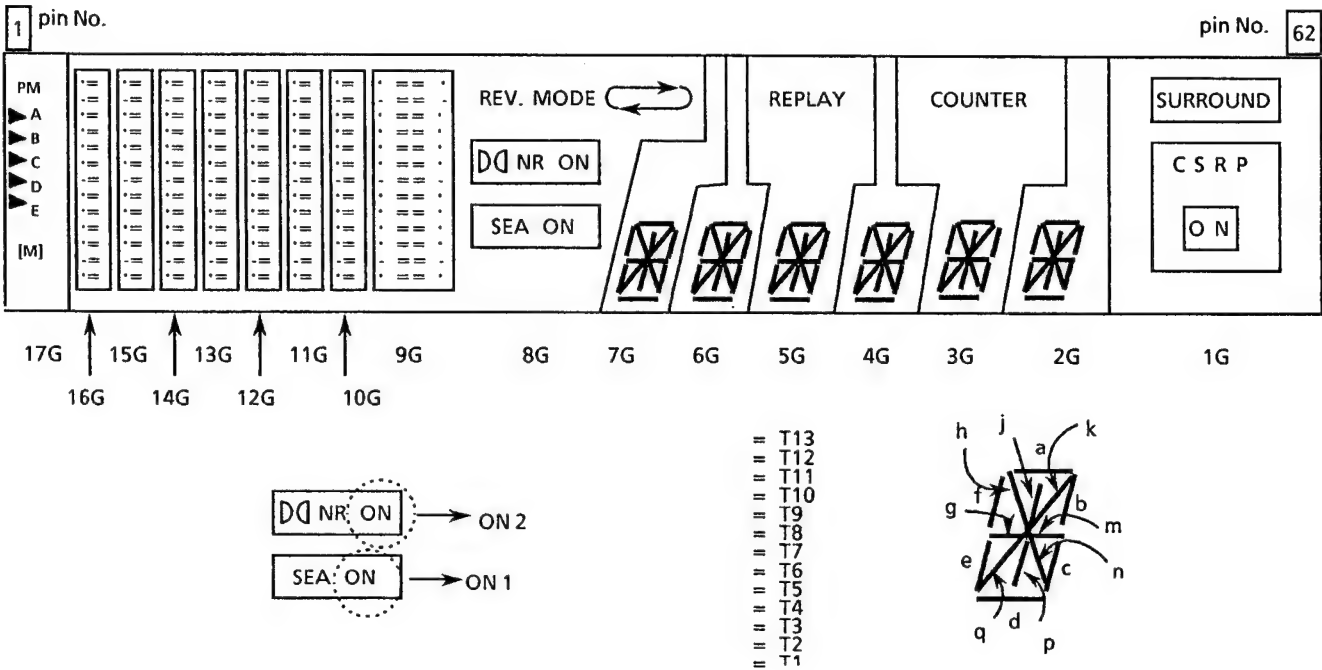 1 pin No.
pin No. 62
PM
A
B
C
D
E
[M]
REV. MODE
NR ON
SEA ON
REPLAY
COUNTER
SURROUND
C S R P
O N
17G 15G 13G 11G 9G 8G 7G 6G 5G 4G 3G 2G 1G
16G 14G 12G 10G
NR ON ON 2
SEA ON ON 1
= T13
= T12
= T11
= T10
= T9
= T8
= T7
= T6
= T5
= T4
= T3
= T2
= T1
h j a k
f
g b m
e c n
q d p